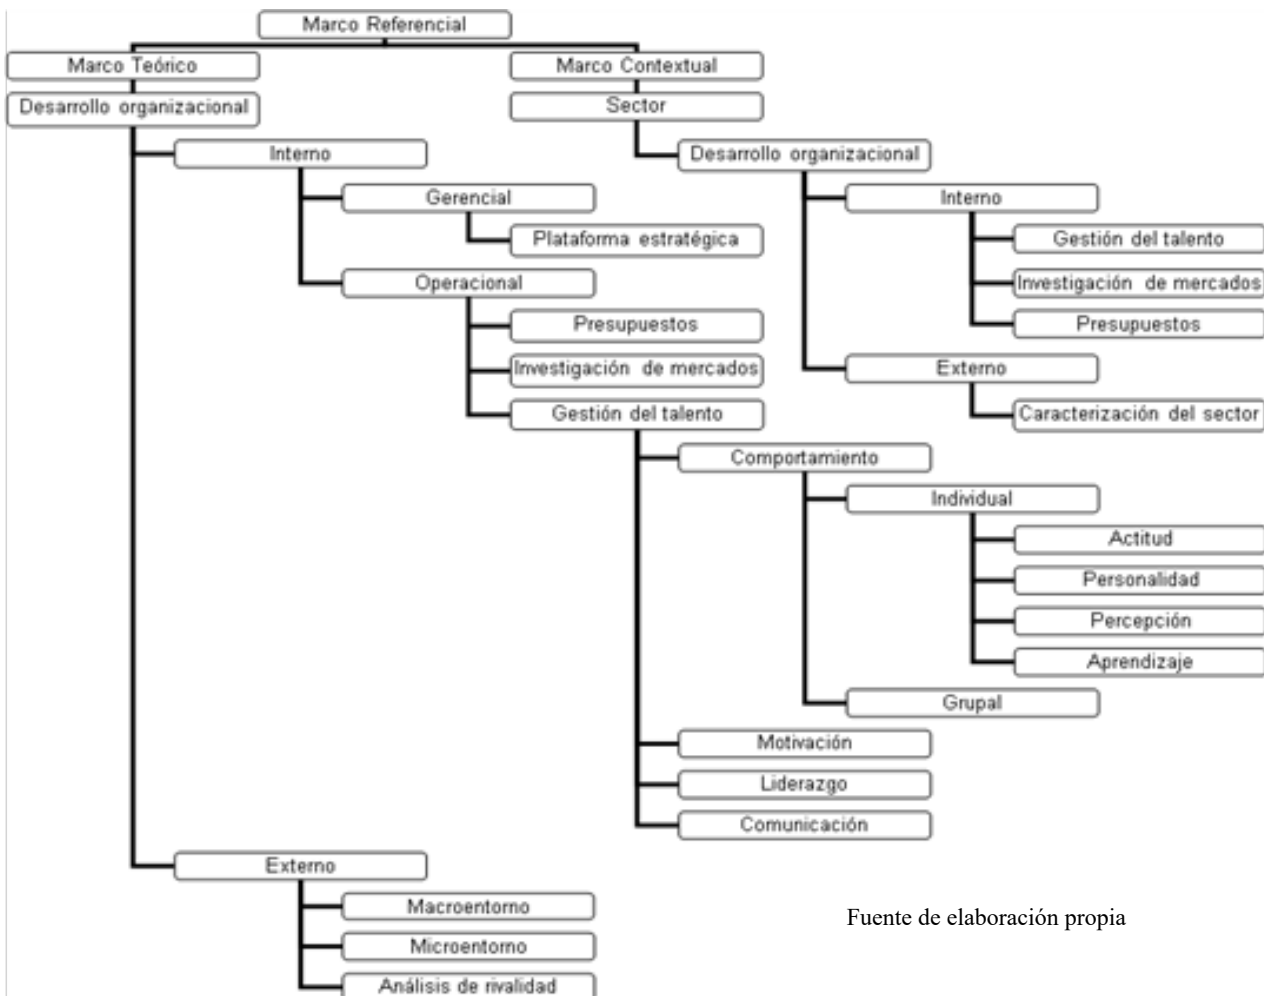 Marco Referencial
Marco Teórico
Marco Contextual
Desarrollo organizacional
Sector
Interno
Desarrollo organizacional
Gerencial
Interno
Plataforma estratégica
Gestión del talento
Operacional
Investigación de mercados
Presupuestos
Presupuestos
Investigación de mercados
Externo
Gestión del talento
Caracterización del sector
Comportamiento
Individual
Actitud
Personalidad
Percepción
Aprendizaje
Grupal
Motivación
Liderazgo
Comunicación
Externo
Macroentorno
Fuente de elaboración propia
Microentorno
Análisis de rivalidad